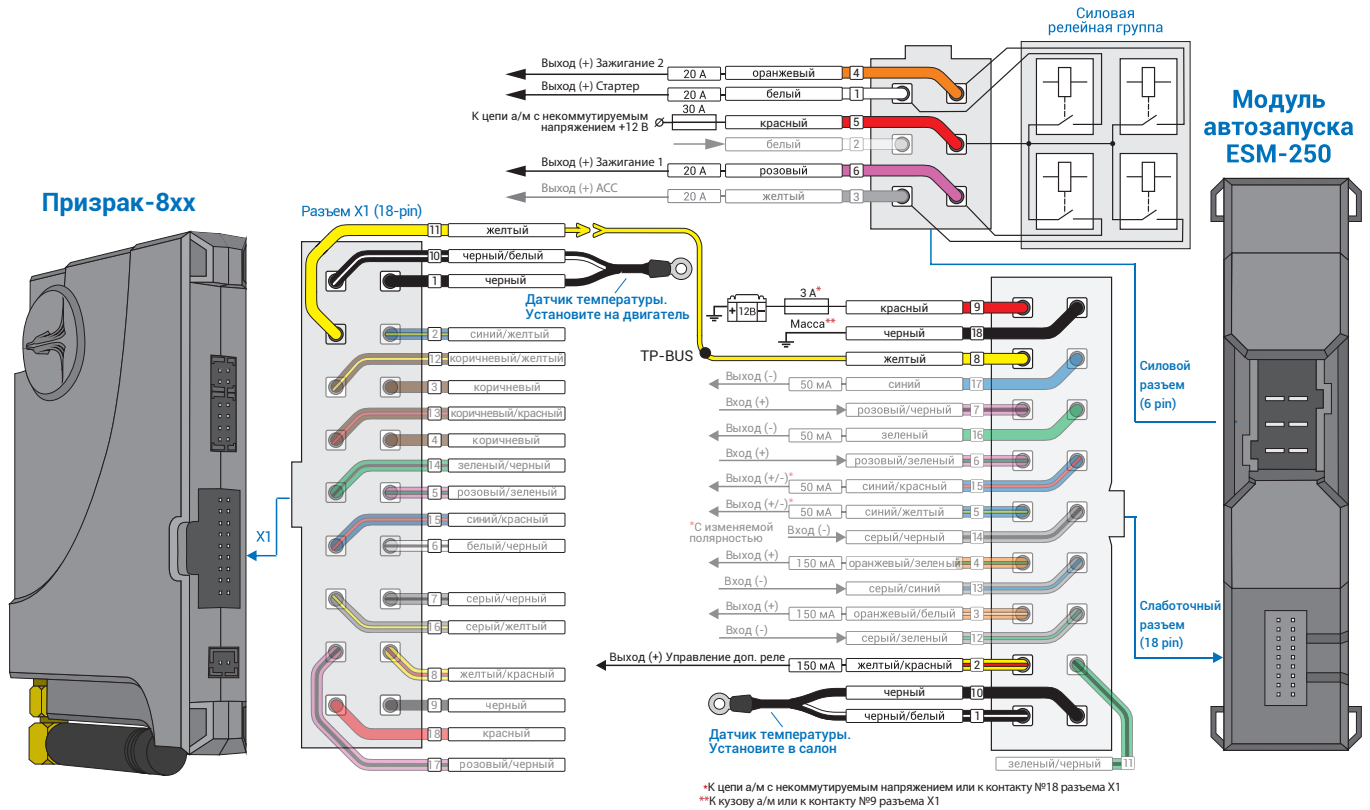 Силовая
релейная группа
Выход (+) Зажигание 2
20 А
оранжевый
4
Выход (+) Стартер
20 А
белый
1
К цепи а/м с некоммутируемым
напряжением +12 В
30 А
красный
5
белый
2
Выход (+) Зажигание 1
20 А
розовый
6
Выход (+) ACC
20 А
желтый
3
Модуль
автозапуска
ESM-250
Призрак-8xx
Разъем X1 (18-pin)
11
желтый
10
черный/белый
1
черный
Датчик температуры.
Установите на двигатель
2
синий/желтый
12
коричневый/желтый
3
коричневый
13
коричневый/красный
4
коричневый
14
зеленый/черный
5
розовый/зеленый
15
синий/красный
6
белый/черный
7
серый/черный
16
серый/желтый
8
желтый/красный
9
черный
18
красный
17
розовый/черный
X1
TP-BUS
+ 12В −
3 А*
красный
9
Масса**
черный
18
желтый
8
Выход (-)
50 мА
синий
17
Вход (+)
розовый/черный
7
Выход (-)
50 мА
зеленый
16
Вход (+)
розовый/зеленый
6
Выход (+/-)*
50 мА
синий/красный
15
Выход (+/-)*
50 мА
синий/желтый
5
*С изменяемой
полярностью
Вход (-)
серый/черный
14
Выход (+)
150 мА
оранжевый/зеленый
4
Вход (-)
серый/синий
13
Выход (+)
150 мА
оранжевый/белый
3
Вход (-)
серый/зеленый
12
Выход (+) Управление доп. реле
150 мА
желтый/красный
2
черный
10
черный/белый
1
Датчик температуры.
Установите в салон
зеленый/черный
11
Силовой
разъем
(6 pin)
Слаботочный
разъем
(18 pin)
*К цепи а/м с некоммутируемым напряжением или к контакту №18 разъема X1
**К кузову а/м или к контакту №9 разъема X1